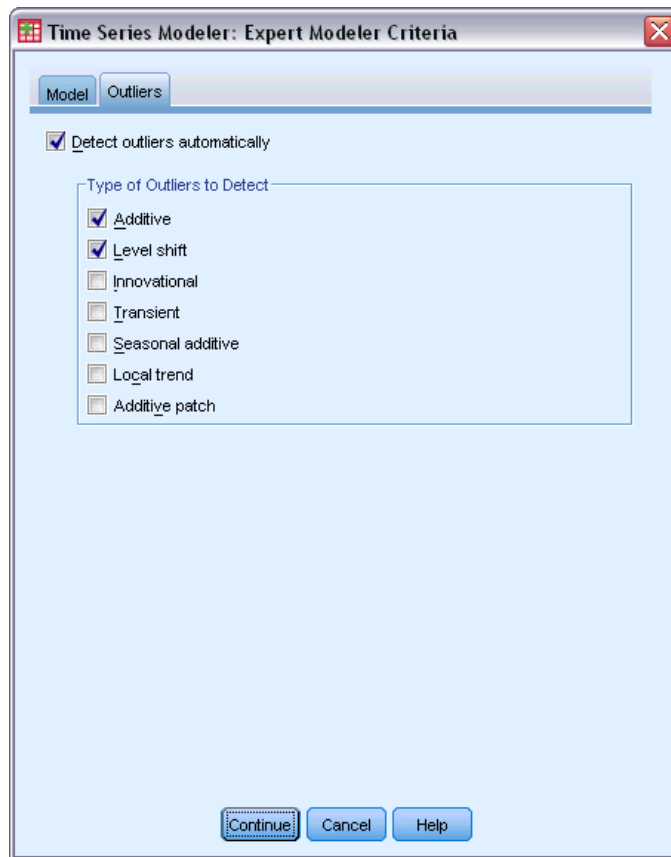 Time Series Modeler: Expert Modeler Criteria
Model Outliers
Detect outliers automatically
Type of Outliers to Detect
Additive
Level shift
Innovational
Transient
Seasonal additive
Local trend
Additive patch
Continue Cancel Help